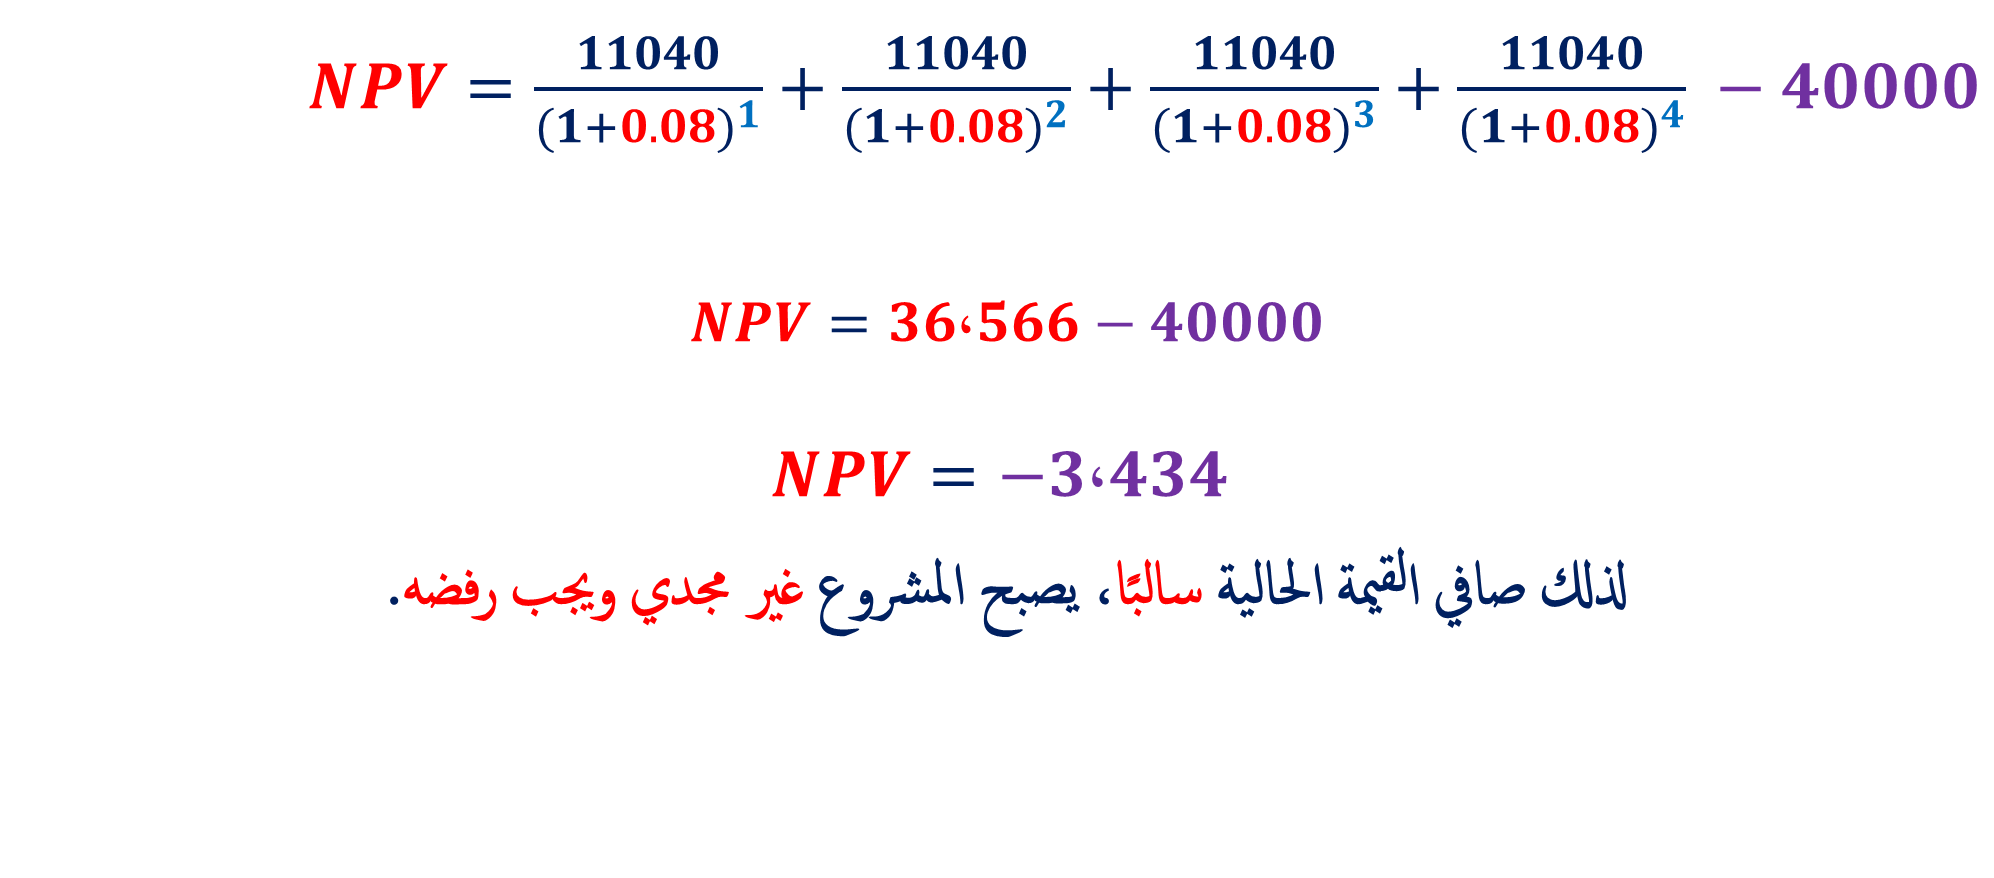 NPV = 11040/(1+0.08)^1 + 11040/(1+0.08)^2 + 11040/(1+0.08)^3 + 11040/(1+0.08)^4 − 40000
NPV = 36،566 − 40000
NPV = −3،434
لذلك صافي القيمة الحالية سالبًا، يصبح المشروع غير مجدي ويجب رفضه.